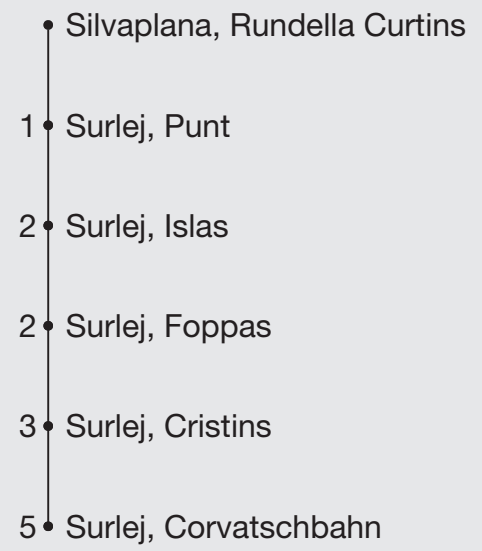 Silvaplana, Rundella Curtins
1 Surlej, Punt
2 Surlej, Islas
2 Surlej, Foppas
3 Surlej, Cristins
5 Surlej, Corvatschbahn